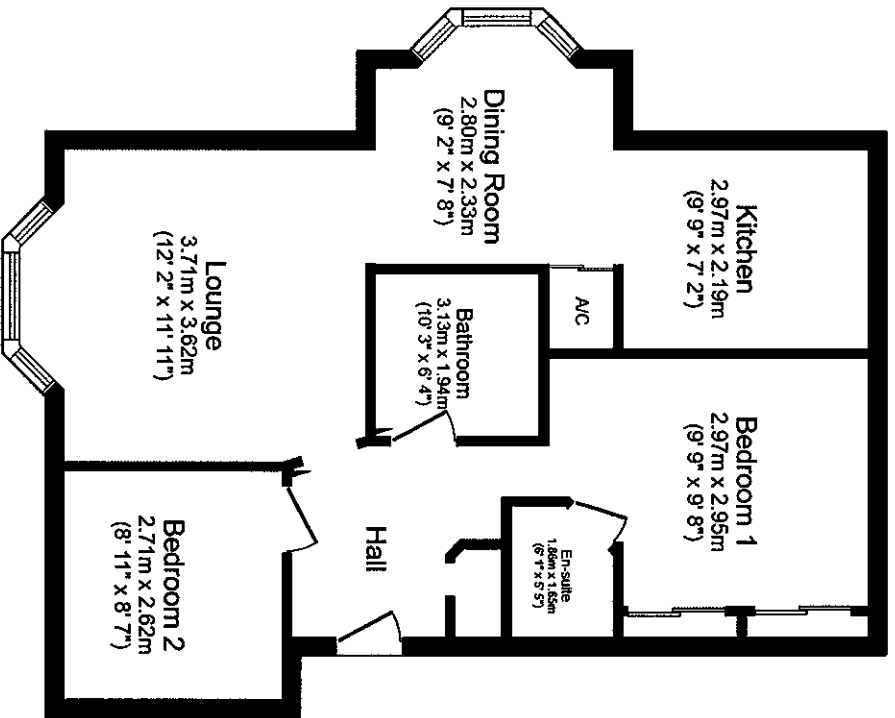 Kitchen
2.97m x 2.19m
(9' 9" x 7' 2")
Dining Room
2.80m x 2.33m
(9' 2" x 7' 8")
A/C
Bathroom
3.13m x 1.94m
(10' 3" x 6' 4")
Lounge
3.71m x 3.62m
(12' 2" x 11' 11")
Bedroom 1
2.97m x 2.95m
(9' 9" x 9' 8")
En-suite
1.86m x 1.65m
(6' 1" x 5' 5")
Hall
Bedroom 2
2.71m x 2.62m
(8' 11" x 8' 7")